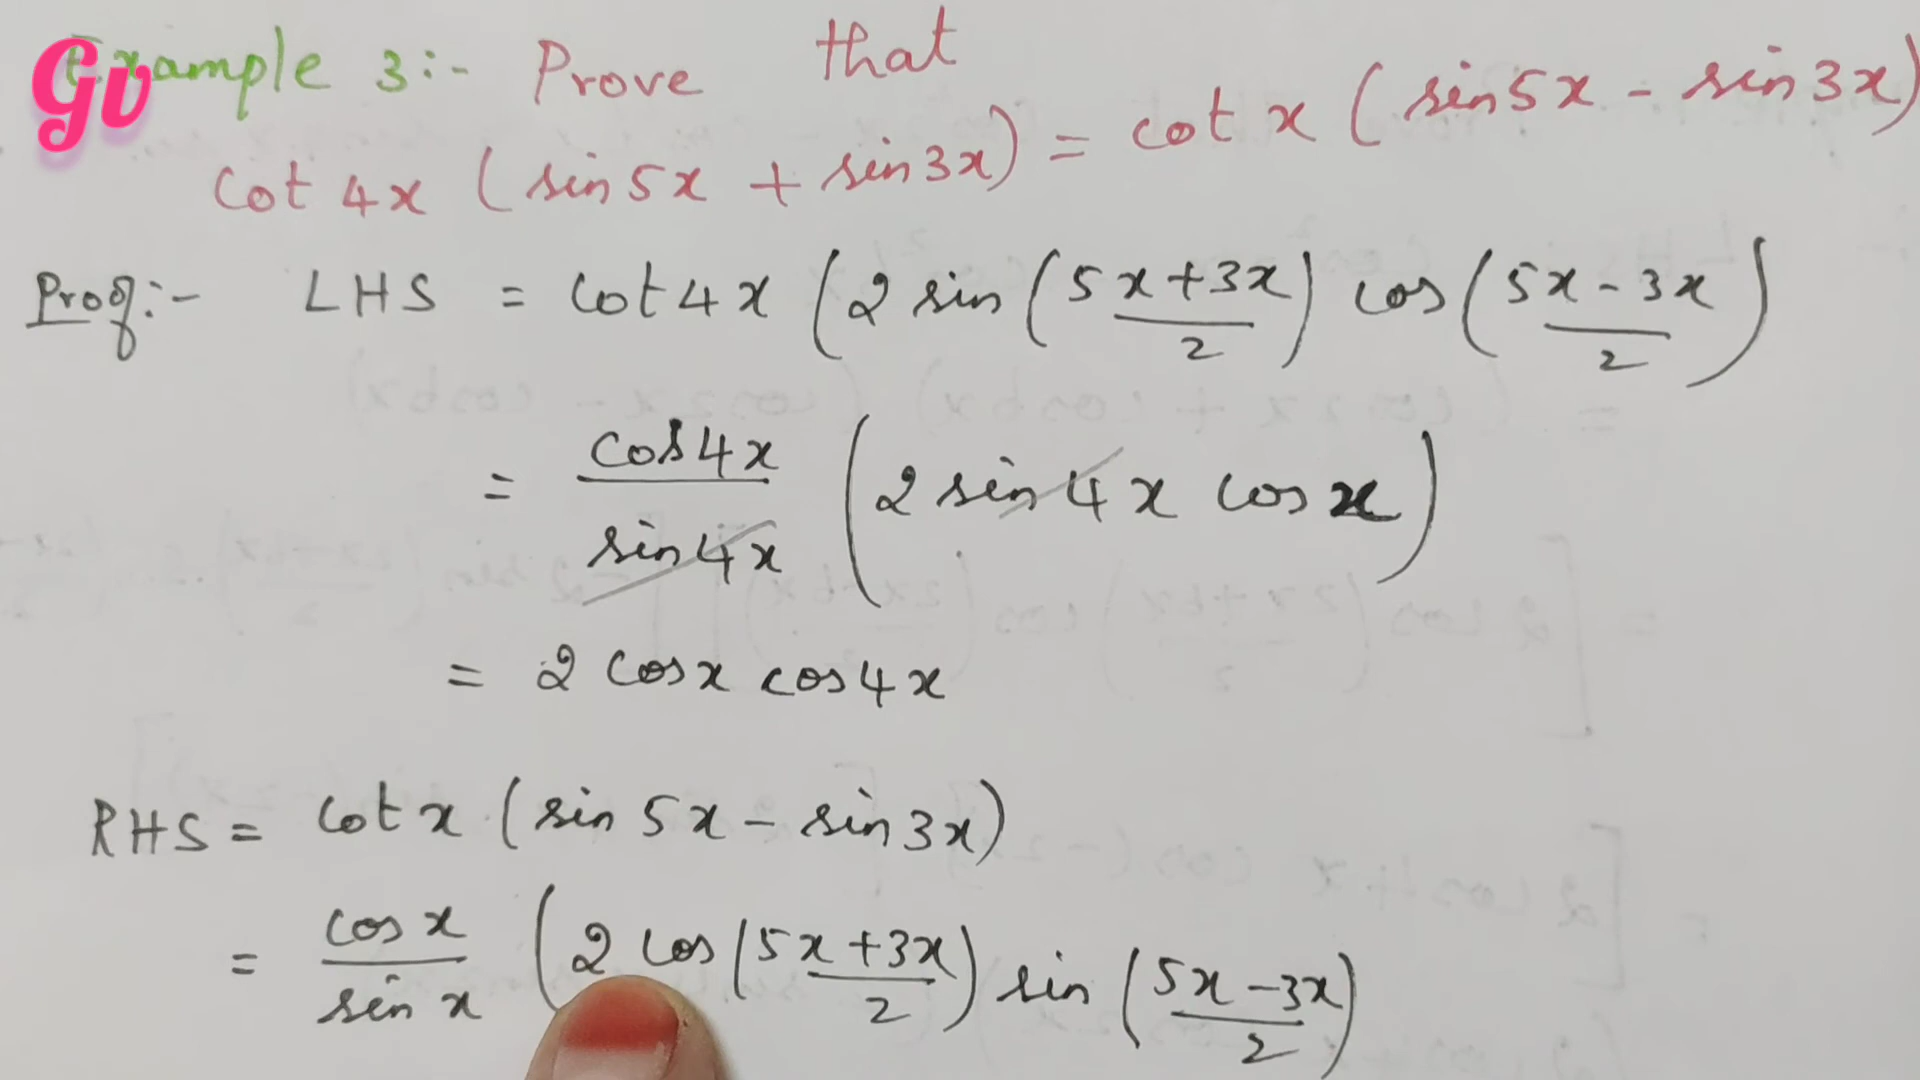 Gv
Example 3:- Prove that
cot 4x (sin 5x + sin 3x) = cot x (sin 5x - sin 3x)
Proof:- LHS = cot 4x (2 sin (5x+3x/2) cos (5x-3x/2)
= cos 4x/sin 4x (2 sin 4x cos x)
= 2 cos x cos 4x
RHS = cot x (sin 5x - sin 3x)
= cos x/sin x (2 cos (5x+3x/2) sin (5x-3x/2)